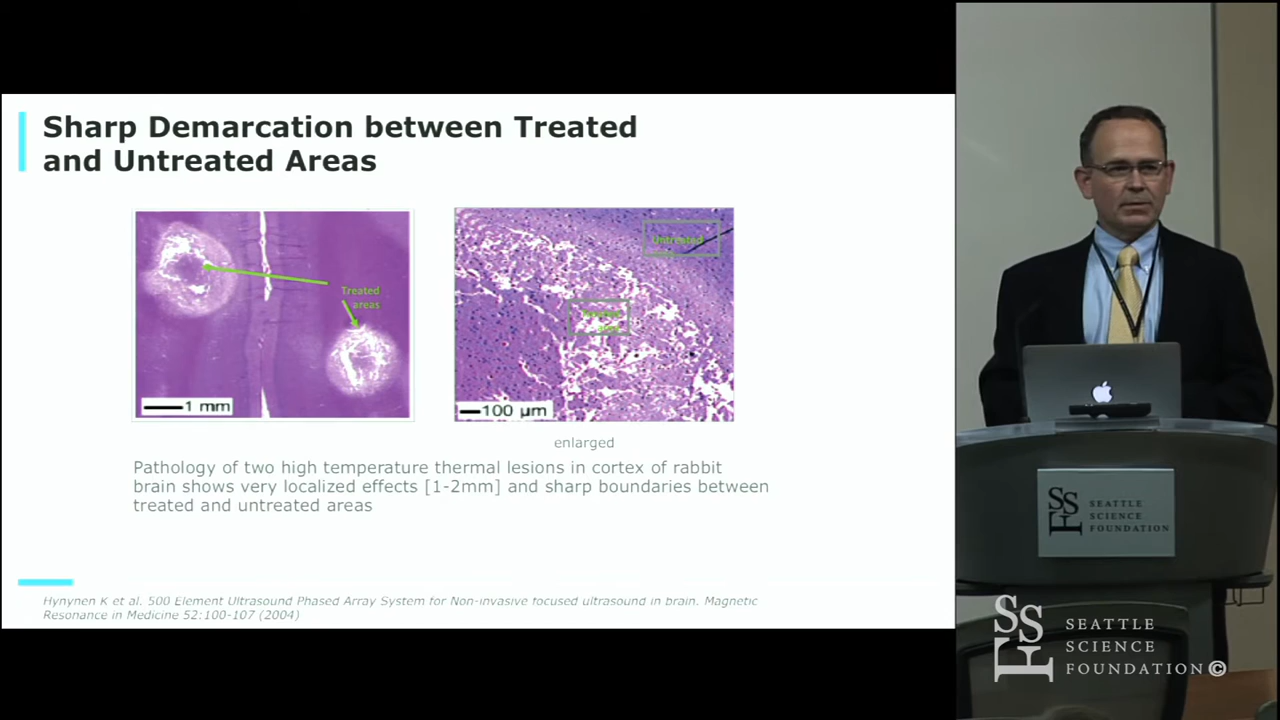 Sharp Demarcation between Treated
and Untreated Areas
Treated
areas
1 mm
Untreated
100 µm
enlarged
Pathology of two high temperature thermal lesions in cortex of rabbit
brain shows very localized effects [1-2mm] and sharp boundaries between
treated and untreated areas
Hynynen K et al. 500 Element Ultrasound Phased Array System for Non-invasive focused ultrasound in brain. Magnetic
Resonance in Medicine 52:100-107 (2004)
SSF
SEATTLE
SCIENCE
FOUNDATION
SSF
SEATTLE
SCIENCE
FOUNDATION©